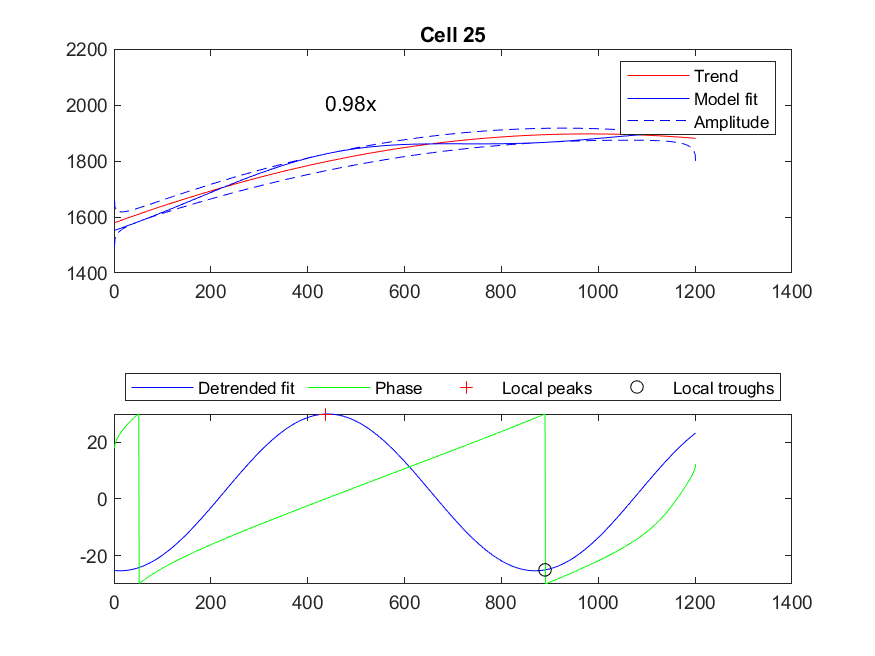 Cell 25
2200
2000
1800
1600
1400
0.98x
Trend
Model fit
Amplitude
0 200 400 600 800 1000 1200 1400
Detrended fit Phase Local peaks Local troughs
20
0
-20
0 200 400 600 800 1000 1200 1400